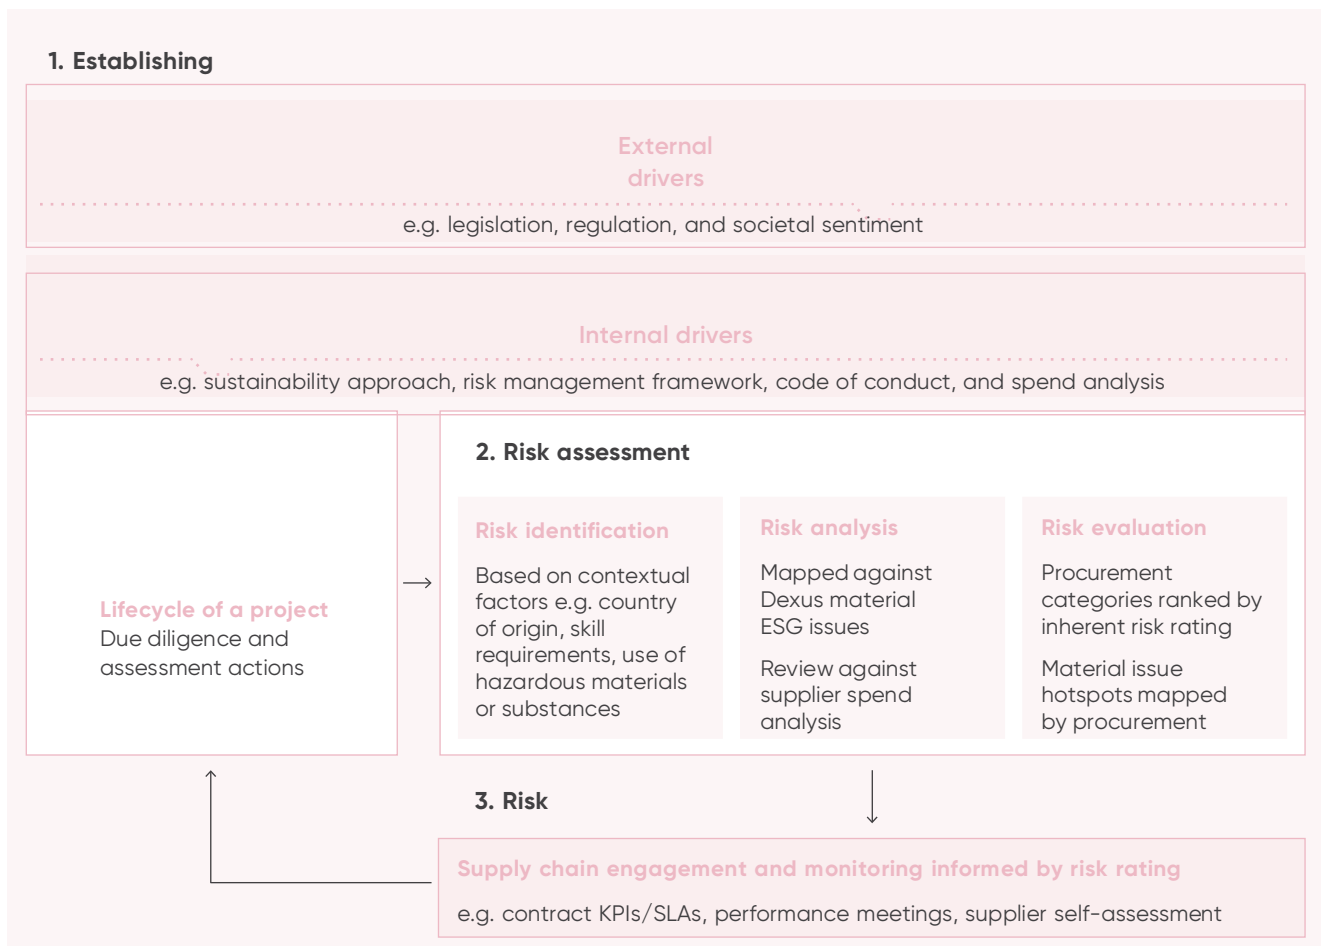 1. Establishing
External
drivers
e.g. legislation, regulation, and societal sentiment
Internal drivers
e.g. sustainability approach, risk management framework, code of conduct, and spend analysis
Lifecycle of a project
Due diligence and
assessment actions
2. Risk assessment
Risk identification
Based on contextual
factors e.g. country
of origin, skill
requirements, use of
hazardous materials
or substances
Risk analysis
Mapped against
Dexus material
ESG issues
Review against
supplier spend
analysis
Risk evaluation
Procurement
categories ranked by
inherent risk rating
Material issue
hotspots mapped
by procurement
3. Risk
Supply chain engagement and monitoring informed by risk rating
e.g. contract KPIs/SLAs, performance meetings, supplier self-assessment